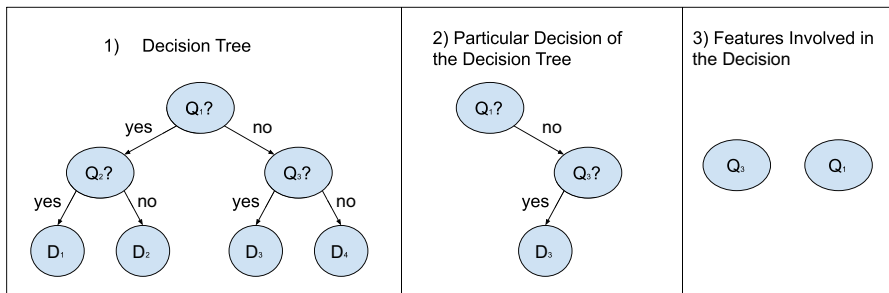 1) Decision Tree
Q₁?
yes no
Q₂? Q₃?
yes no yes no
D₁ D₂ D₃ D₄
2) Particular Decision of
the Decision Tree
Q₁?
no
Q₃?
yes
D₃
3) Features Involved in
the Decision
Q₃ Q₁